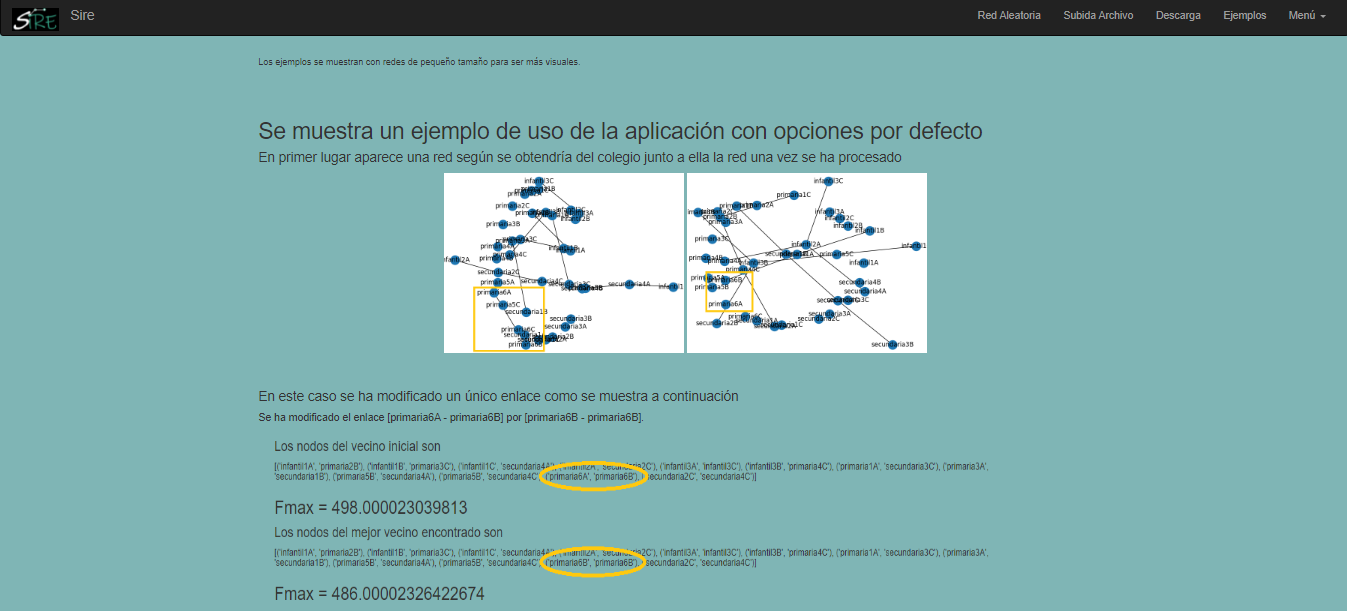 SIRE
Sire
Red Aleatoria
Subida Archivo
Descarga
Ejemplos
Menú
Los ejemplos se muestran con redes de pequeño tamaño para ser más visuales.
Se muestra un ejemplo de uso de la aplicación con opciones por defecto
En primer lugar aparece una red según se obtendría del colegio junto a ella la red una vez se ha procesado
infantil3C
primaria2C
primaria3B
primaria4C
infantil2A
secundaria2C
primaria5A
primaria6A
primaria5C
secundaria1B
secundaria4C
secundaria4A
secundaria3B
secundaria3A
primaria6C
primaria6B
infantil3C
primaria1C
primaria2A
primaria2B
primaria3A
infantil3A
infantil2C
infantil2B
infantil1B
primaria3C
infantil2A
primaria5C
infantil1A
infantil3B
primaria6B
primaria5B
primaria6A
secundaria4B
secundaria4A
secundaria2B
secundaria3A
secundaria2C
secundaria3B
En este caso se ha modificado un único enlace como se muestra a continuación
Se ha modificado el enlace [primaria6A - primaria6B] por [primaria6B - primaria6B].
Los nodos del vecino inicial son
[('infantil1A', 'primaria2B'), ('infantil1B', 'primaria3C'), ('infantil1C', 'secundaria4A'), ('infantil2A', 'secundaria2C'), ('infantil3A', 'infantil3C'), ('infantil3B', 'primaria4C'), ('primaria1A', 'secundaria3C'), ('primaria3A',
'secundaria1B'), ('primaria5B', 'secundaria4A'), ('primaria5B', 'secundaria4C'), ('primaria6A', 'primaria6B'), ('secundaria2C', 'secundaria4C')]
Fmax = 498.000023039813
Los nodos del mejor vecino encontrado son
[('infantil1A', 'primaria2B'), ('infantil1B', 'primaria3C'), ('infantil1C', 'secundaria4A'), ('infantil2A', 'secundaria2C'), ('infantil3A', 'infantil3C'), ('infantil3B', 'primaria4C'), ('primaria1A', 'secundaria3C'), ('primaria3A',
'secundaria1B'), ('primaria5B', 'secundaria4A'), ('primaria5B', 'secundaria4C'), ('primaria6B', 'primaria6B'), ('secundaria2C', 'secundaria4C')]
Fmax = 486.00002326422674